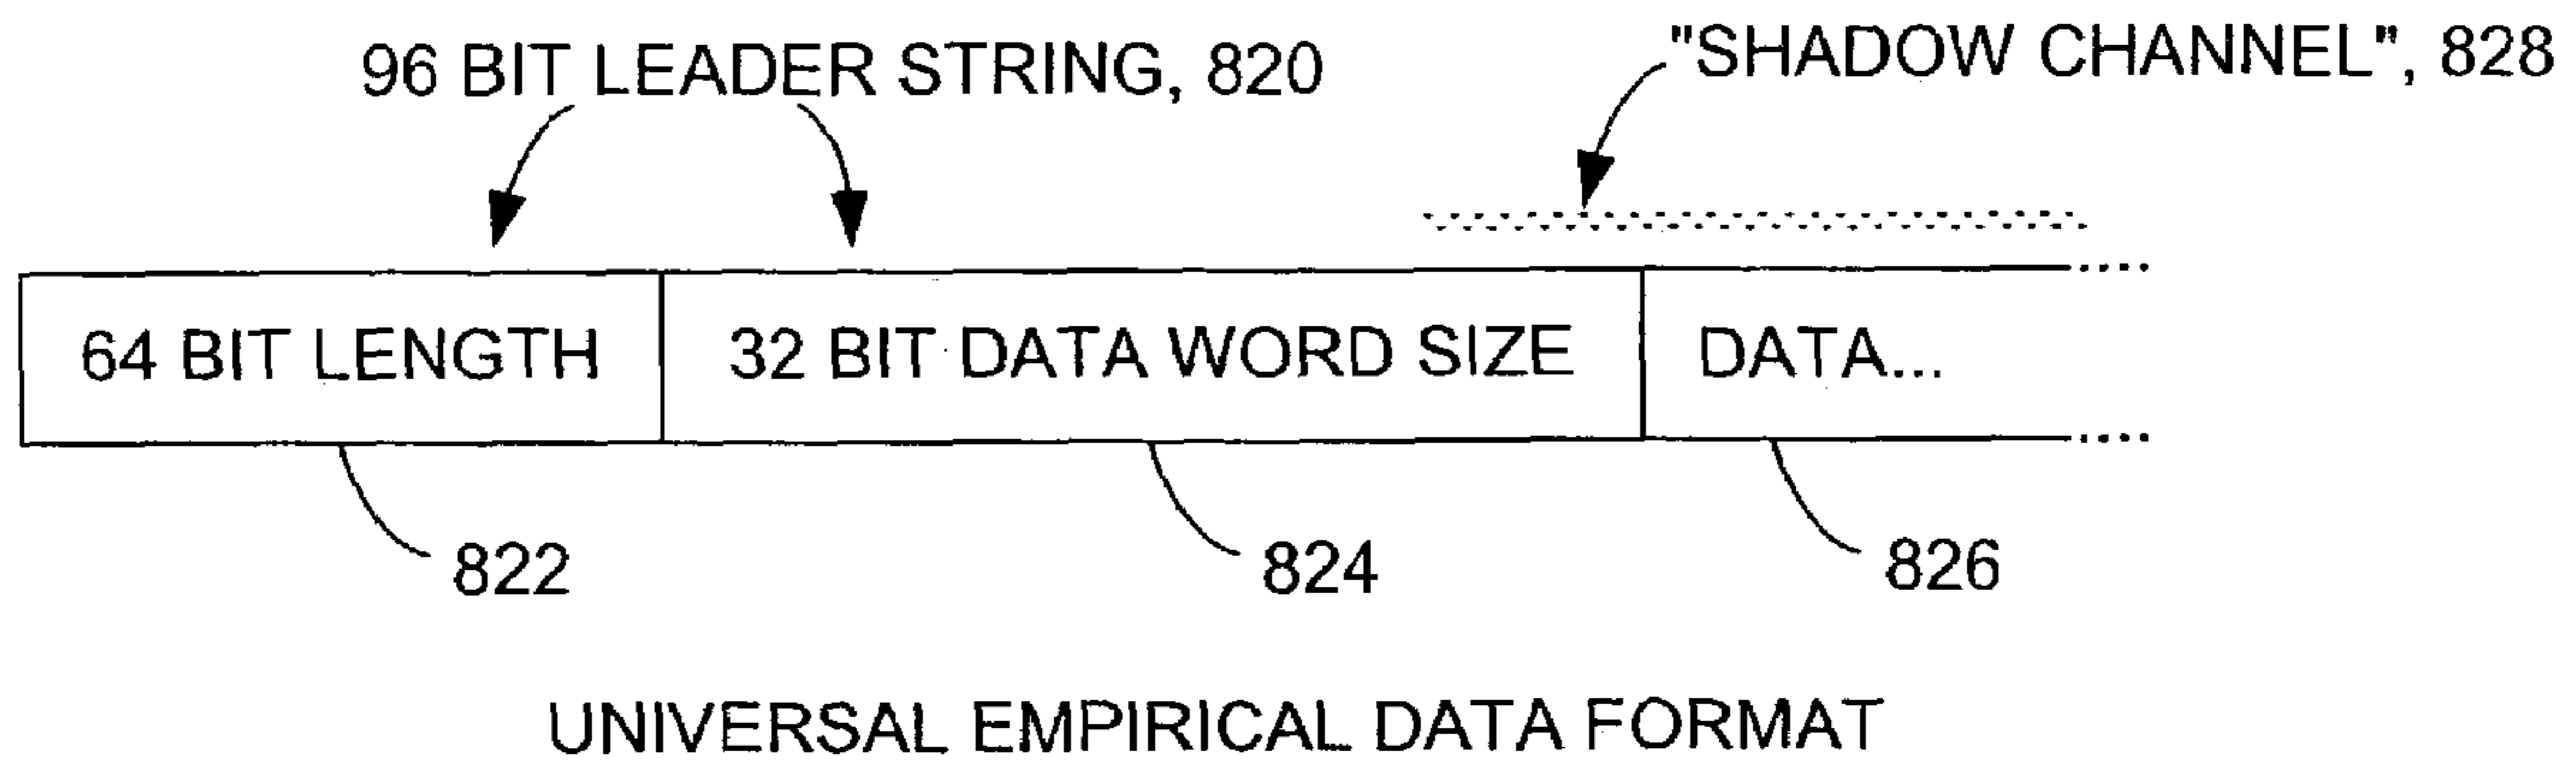 "SHADOW CHANNEL", 828
96 BIT LEADER STRING, 820
64 BIT LENGTH
32 BIT DATA WORD SIZE
DATA...
822
824
826
UNIVERSAL EMPIRICAL DATA FORMAT